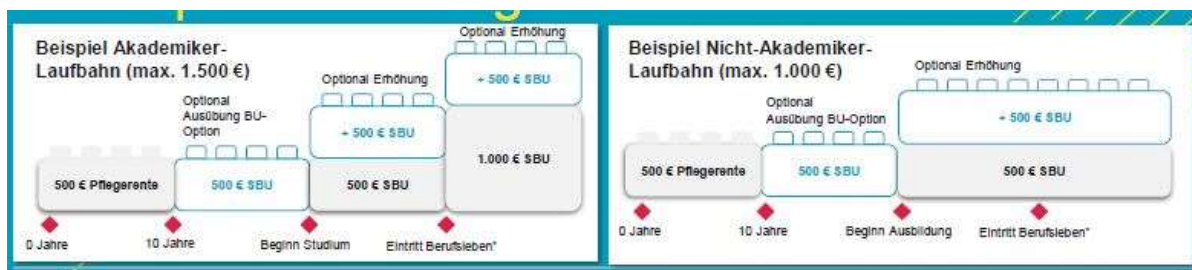 Beispiel Akademiker-
Laufbahn (max. 1.500 €)
Optional Erhöhung
+ 500 € SBU
Optional Erhöhung
Optional
Ausübung BU-
Option
+ 500 € SBU
1.000 € SBU
500 € Pflegerente
500 € SBU
500 € SBU
0 Jahre
10 Jahre
Beginn Studium
Eintritt Berufsleben*
Beispiel Nicht-Akademiker-
Laufbahn (max. 1.000 €)
Optional Erhöhung
Optional
Ausübung BU-Option
+ 500 € SBU
500 € Pflegerente
500 € SBU
500 € SBU
0 Jahre
10 Jahre
Beginn Ausbildung
Eintritt Berufsleben*